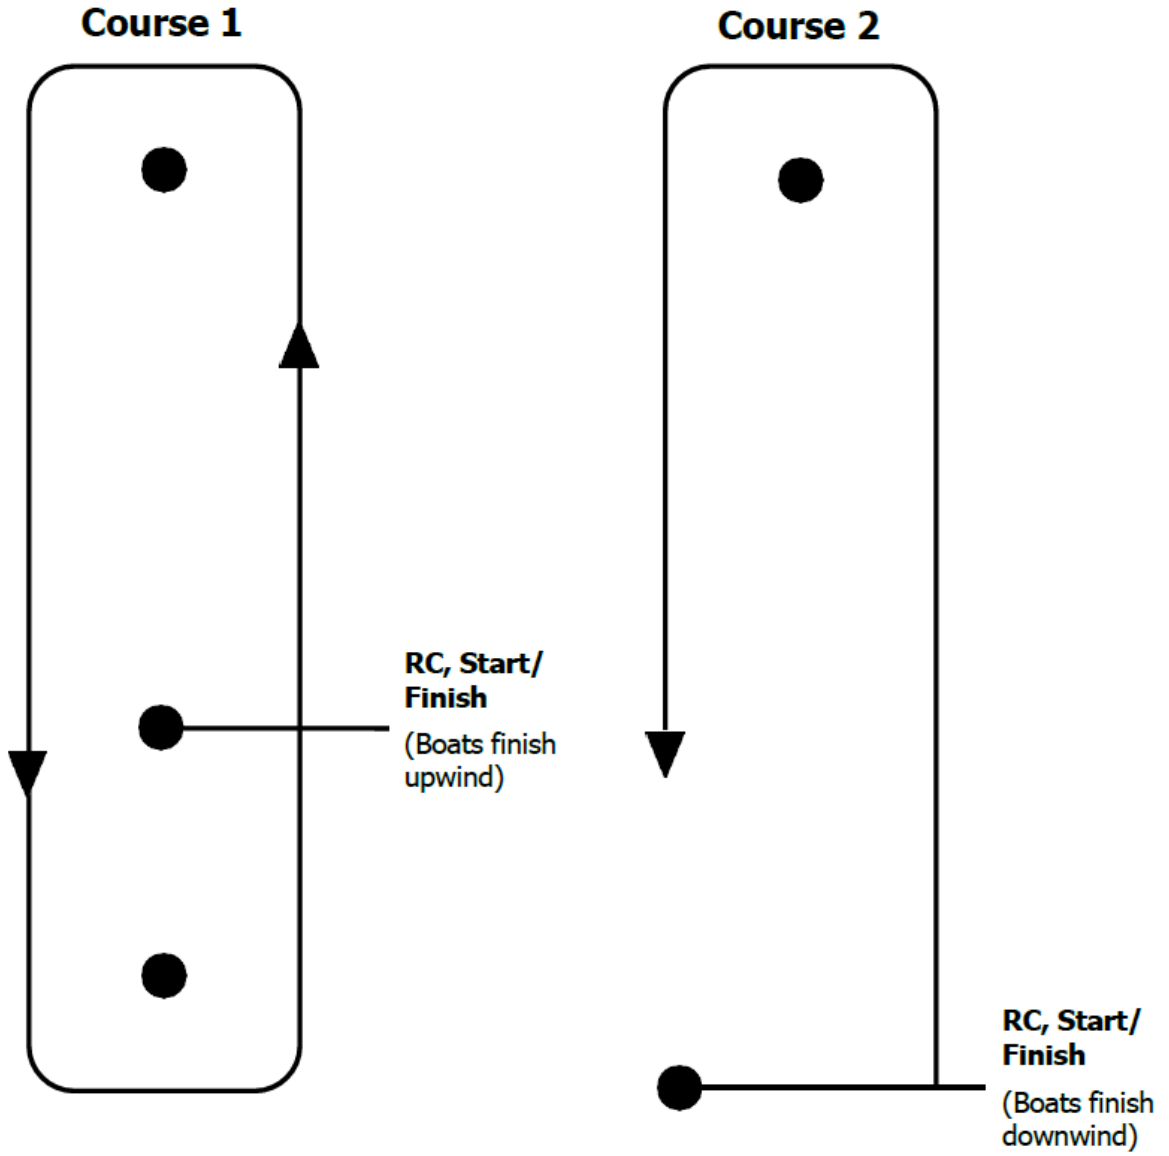 Course 1
Course 2
RC, Start/
Finish
(Boats finish
upwind)
RC, Start/
Finish
(Boats finish
downwind)